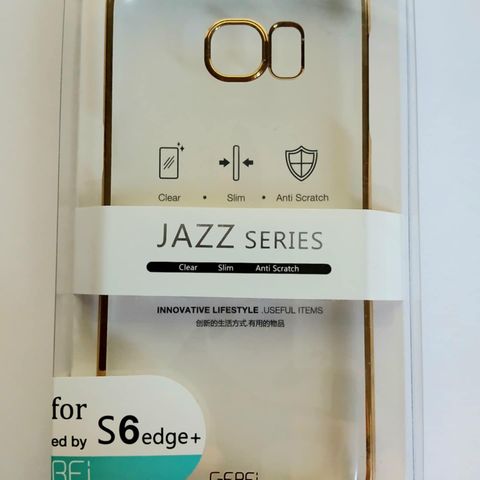 Clear • Slim • Anti Scratch
JAZZ SERIES
Clear Slim Anti Scratch
INNOVATIVE LIFESTYLE .USEFUL ITEMS
创新的生活方式.有用的物品
for
ed by S6edge+